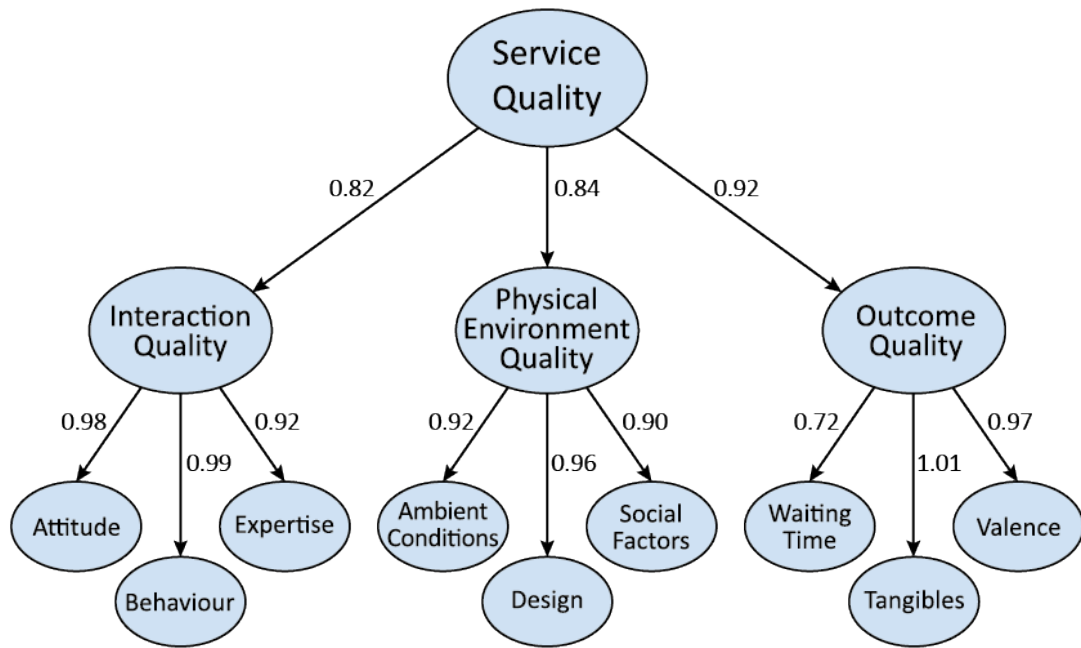 Service
Quality
0.82
0.84
0.92
Interaction
Quality
Physical
Environment
Quality
Outcome
Quality
0.98
0.99
0.92
0.92
0.96
0.90
0.72
1.01
0.97
Attitude
Behaviour
Expertise
Ambient
Conditions
Design
Social
Factors
Waiting
Time
Tangibles
Valence